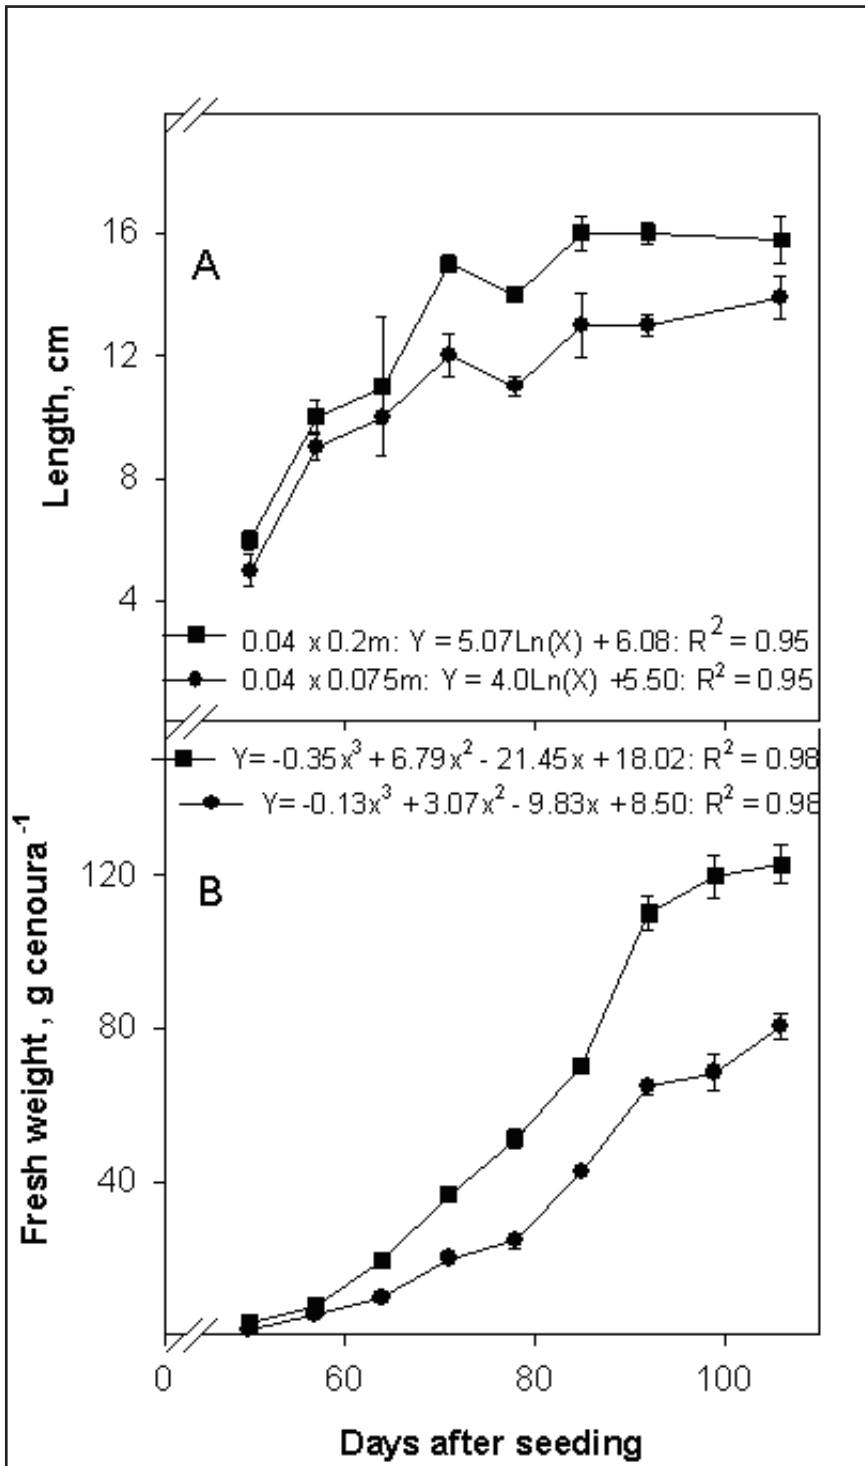 16
A
12
Length, cm
8
4
0.04 x 0.2m: Y = 5.07Ln(X) + 6.08: R² = 0.95
0.04 x 0.075m: Y = 4.0Ln(X) +5.50: R² = 0.95
Y= -0.35x³ + 6.79x² - 21.45x + 18.02: R² = 0.98
Y= -0.13x³ + 3.07x² - 9.83x + 8.50: R² = 0.98
120
B
80
Fresh weight , g cenoura⁻¹
40
0 60 80 100
Days after seeding